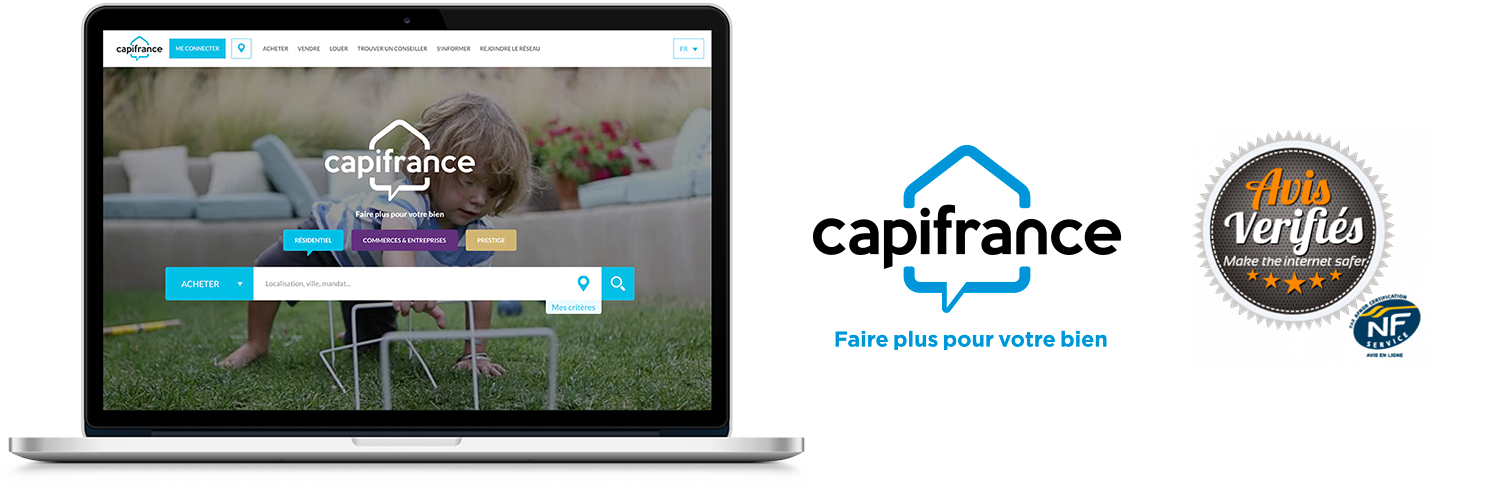 capifrance
ME CONNECTER
ACHETER
VENDRE
LOUER
TROUVER UN CONSEILLER
S'INFORMER
REJOINDRE LE RÉSEAU
FR
capifrance
Faire plus pour votre bien
RÉSIDENTIEL
COMMERCES & ENTREPRISES
PRESTIGE
ACHETER
Localisation, ville, mandat...
Mes critères
capifrance
Faire plus pour votre bien
Avis
Verifiés
Make the internet safer
PAR AFNOR CERTIFICATION
NF
SERVICE
AVIS EN LIGNE